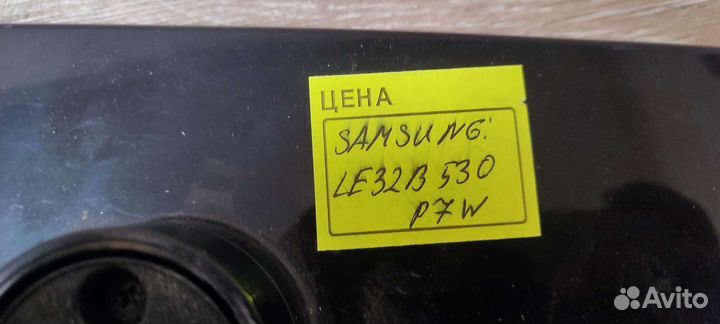 ЦЕНА
SAMSUNG:
LE32B530
P7W
Avito